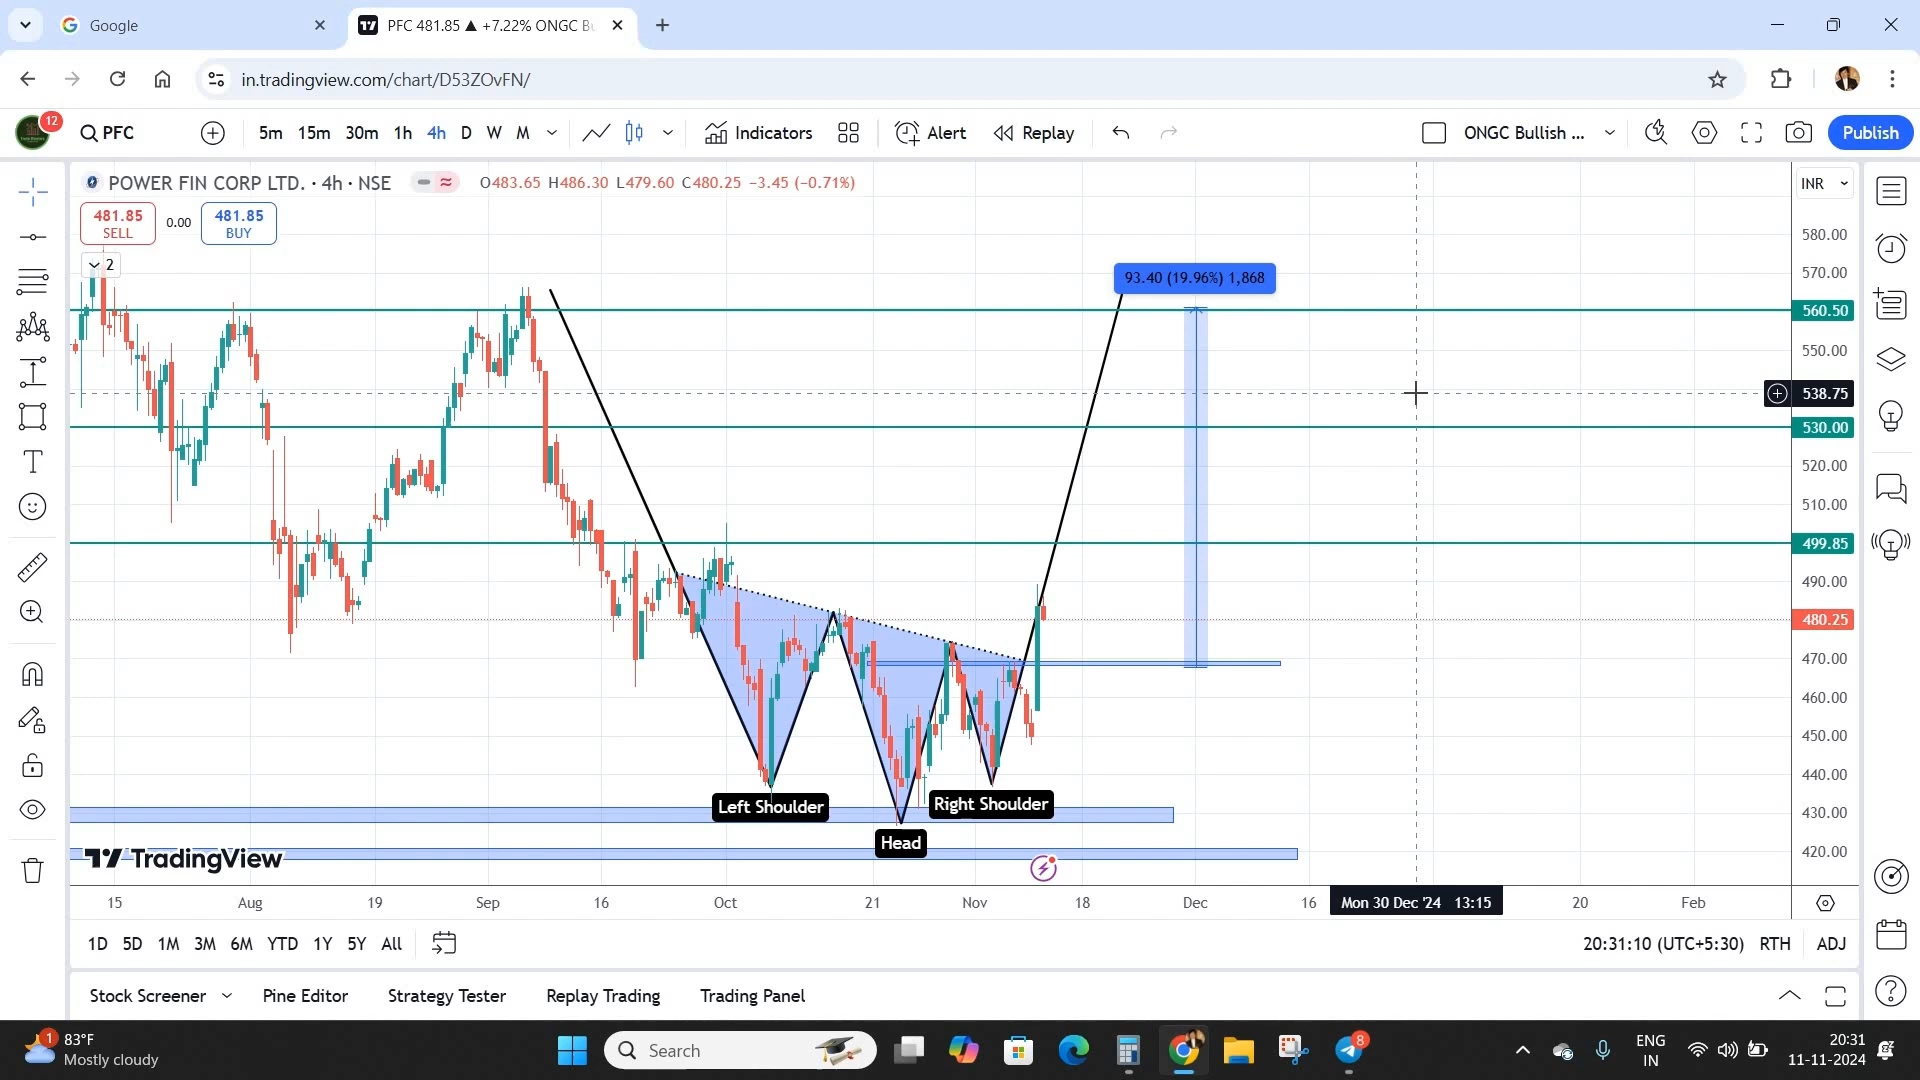 Google
PFC 481.85 ▲ +7.22% ONGC Bu
in.tradingview.com/chart/D53ZOvFN/
12
PFC
5m 15m 30m 1h 4h D W M
Indicators
Alert
Replay
ONGC Bullish ...
Publish
POWER FIN CORP LTD. · 4h · NSE
O483.65 H486.30 L479.60 C480.25 −3.45 (−0.71%)
INR
481.85
SELL
0.00
481.85
BUY
2
580.00
570.00
560.50
550.00
538.75
530.00
520.00
510.00
499.85
490.00
480.25
470.00
460.00
450.00
440.00
430.00
420.00
93.40 (19.96%) 1,868
Left Shoulder
Right Shoulder
Head
TradingView
15 Aug 19 Sep 16 Oct 21 Nov 18 Dec 16 Mon 30 Dec '24 13:15 20 Feb
1D 5D 1M 3M 6M YTD 1Y 5Y All
20:31:10 (UTC+5:30) RTH ADJ
Stock Screener
Pine Editor
Strategy Tester
Replay Trading
Trading Panel
1
83°F
Mostly cloudy
Search
8
ENG
IN
20:31
11-11-2024